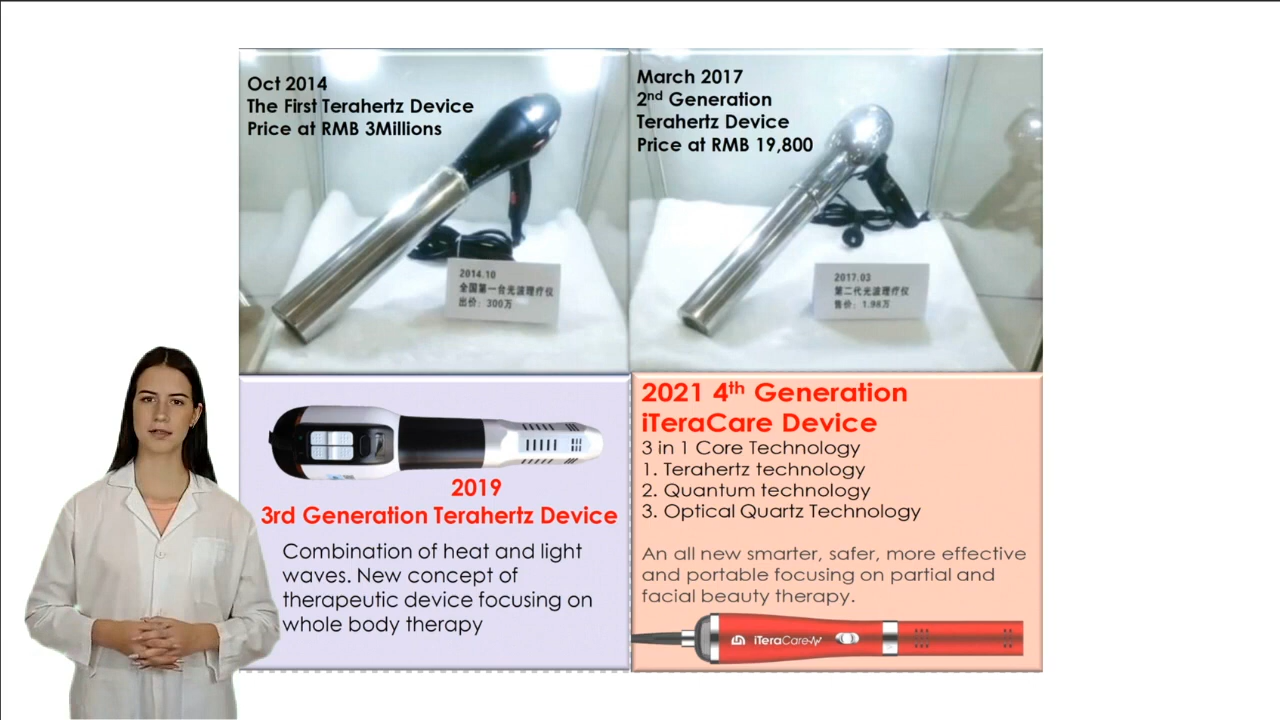 Oct 2014
The First Terahertz Device
Price at RMB 3Millions
2014.10
全国第一台光波理疗仪
出价: 300万
March 2017
2nd Generation
Terahertz Device
Price at RMB 19,800
2017.03
第二代光波理疗仪
售价: 1.98万
2019
3rd Generation Terahertz Device
Combination of heat and light
waves. New concept of
therapeutic device focusing on
whole body therapy
2021 4th Generation
iTeraCare Device
3 in 1 Core Technology
1. Terahertz technology
2. Quantum technology
3. Optical Quartz Technology
An all new smarter, safer, more effective
and portable focusing on partial and
facial beauty therapy.
iTeraCare